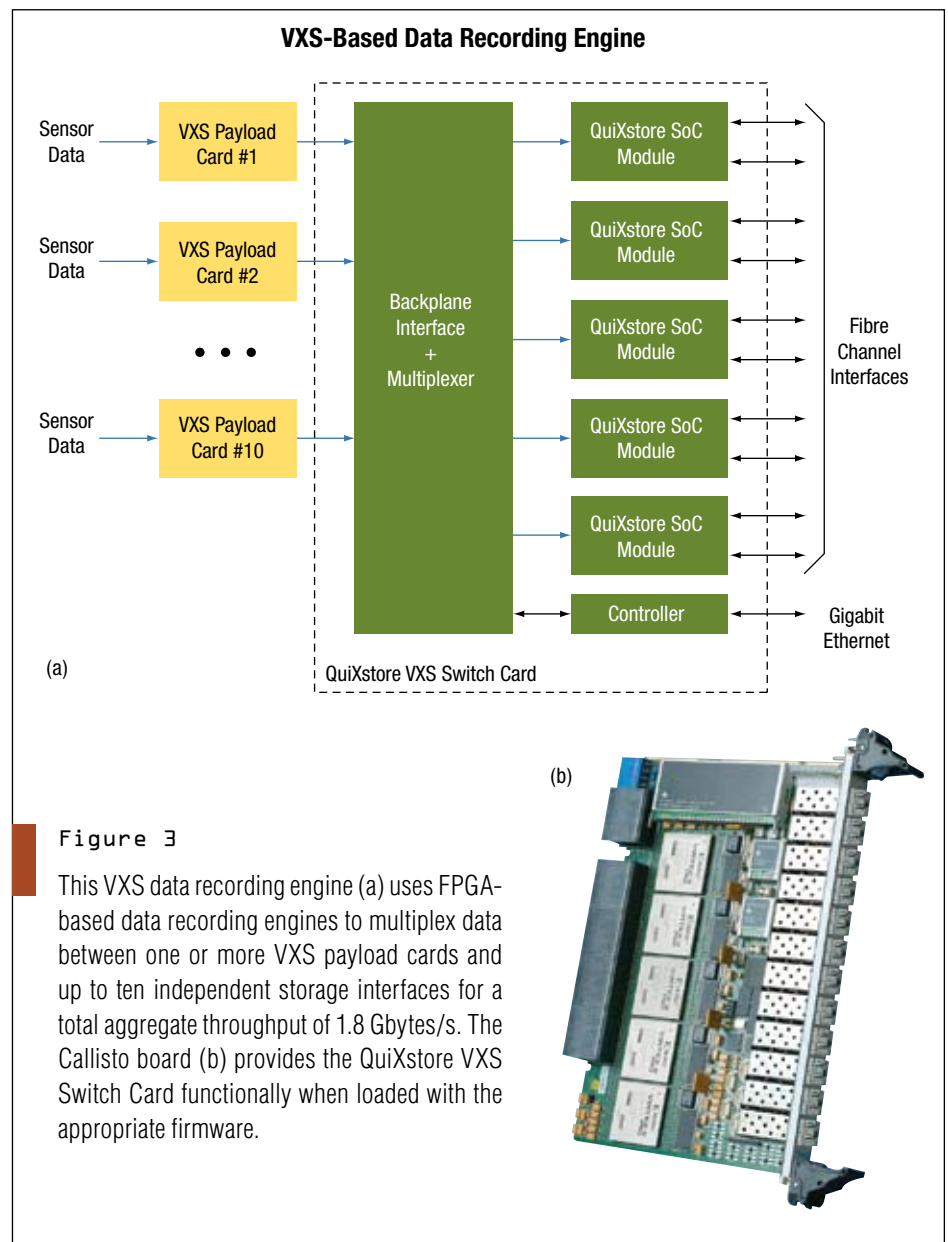 VXS-Based Data Recording Engine
Sensor
Data
VXS Payload
Card #1
QuiXstore SoC
Module
Sensor
Data
VXS Payload
Card #2
QuiXstore SoC
Module
Backplane
Interface
+
Multiplexer
QuiXstore SoC
Module
Fibre
Channel
Interfaces
Sensor
Data
VXS Payload
Card #10
QuiXstore SoC
Module
QuiXstore SoC
Module
Controller
Gigabit
Ethernet
(a)
QuiXstore VXS Switch Card
(b)
Figure 3
This VXS data recording engine (a) uses FPGA-
based data recording engines to multiplex data
between one or more VXS payload cards and
up to ten independent storage interfaces for a
total aggregate throughput of 1.8 Gbytes/s. The
Callisto board (b) provides the QuiXstore VXS
Switch Card functionally when loaded with the
appropriate firmware.